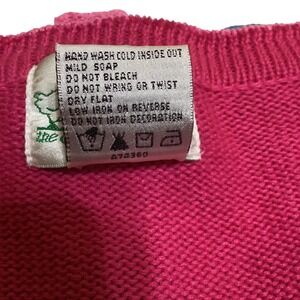 HAND WASH COLD INSIDE OUT
MILD SOAP
DO NOT BLEACH
DO NOT WRING OR TWIST
DRY FLAT
LOW IRON ON REVERSE
DO NOT IRON DECORATION
the